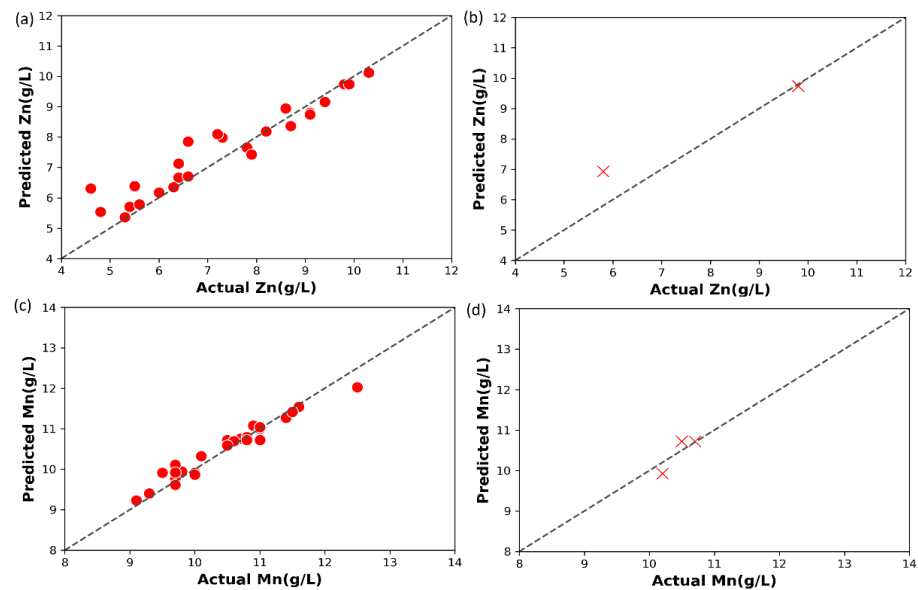 (a)
12
11
10
9
8
7
6
5
4
Predicted Zn(g/L)
4 5 6 7 8 9 10 11 12
Actual Zn(g/L)
(b)
12
11
10
9
8
7
6
5
4
Predicted Zn(g/L)
4 5 6 7 8 9 10 11 12
Actual Zn(g/L)
(c)
14
13
12
11
10
9
8
Predicted Mn(g/L)
8 9 10 11 12 13 14
Actual Mn(g/L)
(d)
14
13
12
11
10
9
8
Predicted Mn(g/L)
8 9 10 11 12 13 14
Actual Mn(g/L)